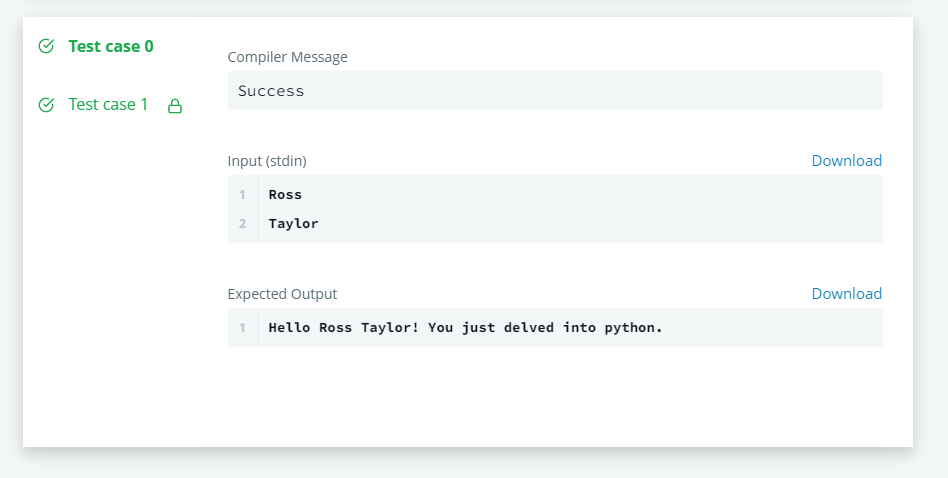 Test case 0
Test case 1
Compiler Message
Success
Input (stdin)
Download
1 Ross
2 Taylor
Expected Output
Download
1 Hello Ross Taylor! You just delved into python.